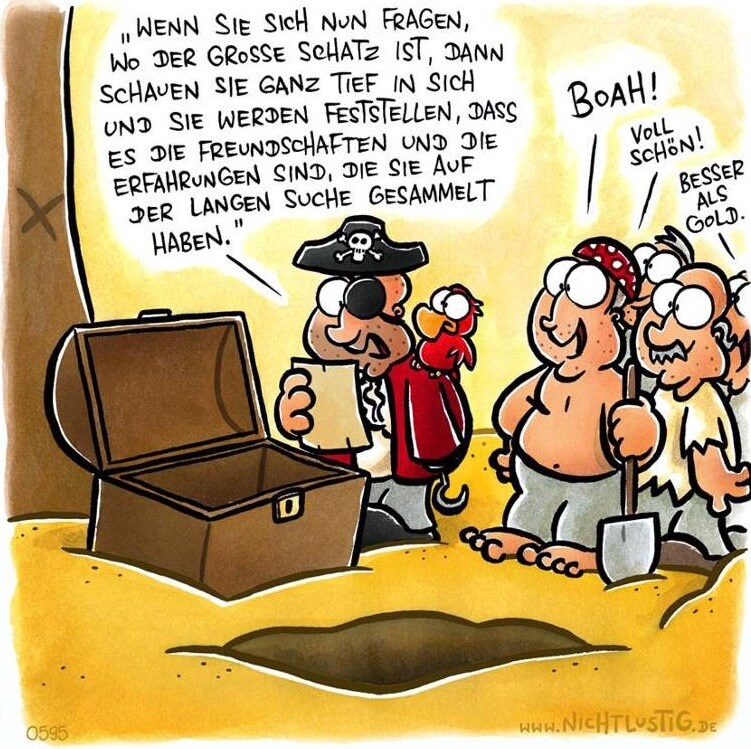 „WENN SIE SICH NUN FRAGEN,
WO DER GROSSE SCHATZ IST, DANN
SCHAUEN SIE GANZ TIEF IN SICH
UND SIE WERDEN FESTSTELLEN, DASS
ES DIE FREUNDSCHAFTEN UND DIE
ERFAHRUNGEN SIND, DIE SIE AUF
DER LANGEN SUCHE GESAMMELT
HABEN."
BOAH!
VOLL
SCHÖN!
BESSER
ALS
GOLD.
0595
WWW.NICHTLUSTIG.DE